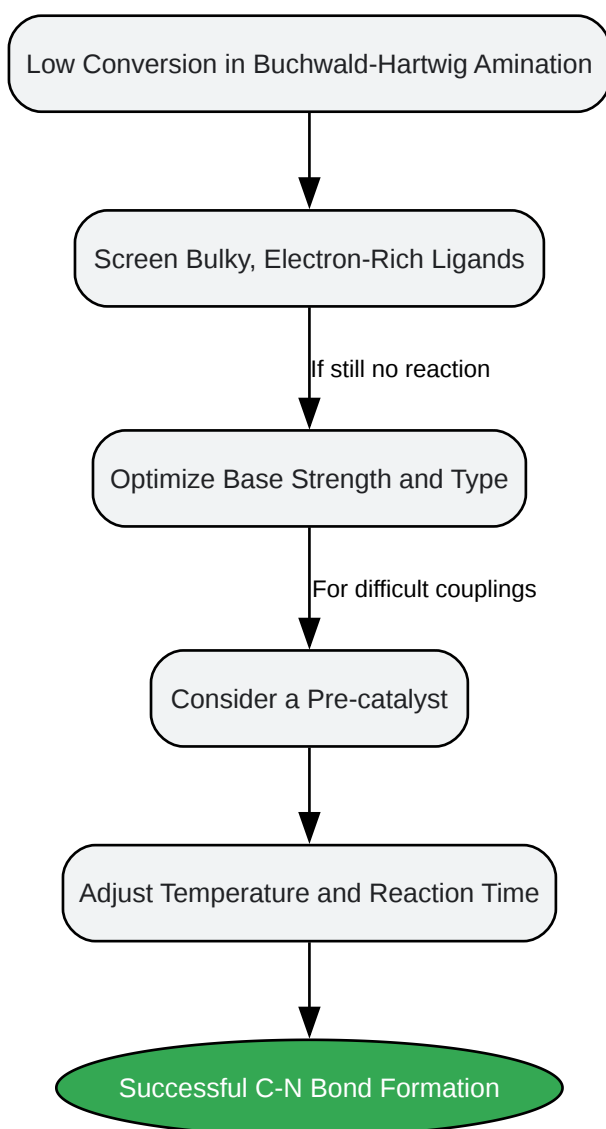 Low Conversion in Buchwald-Hartwig Amination
Screen Bulky, Electron-Rich Ligands
If still no reaction
Optimize Base Strength and Type
For difficult couplings
Consider a Pre-catalyst
Adjust Temperature and Reaction Time
Successful C-N Bond Formation